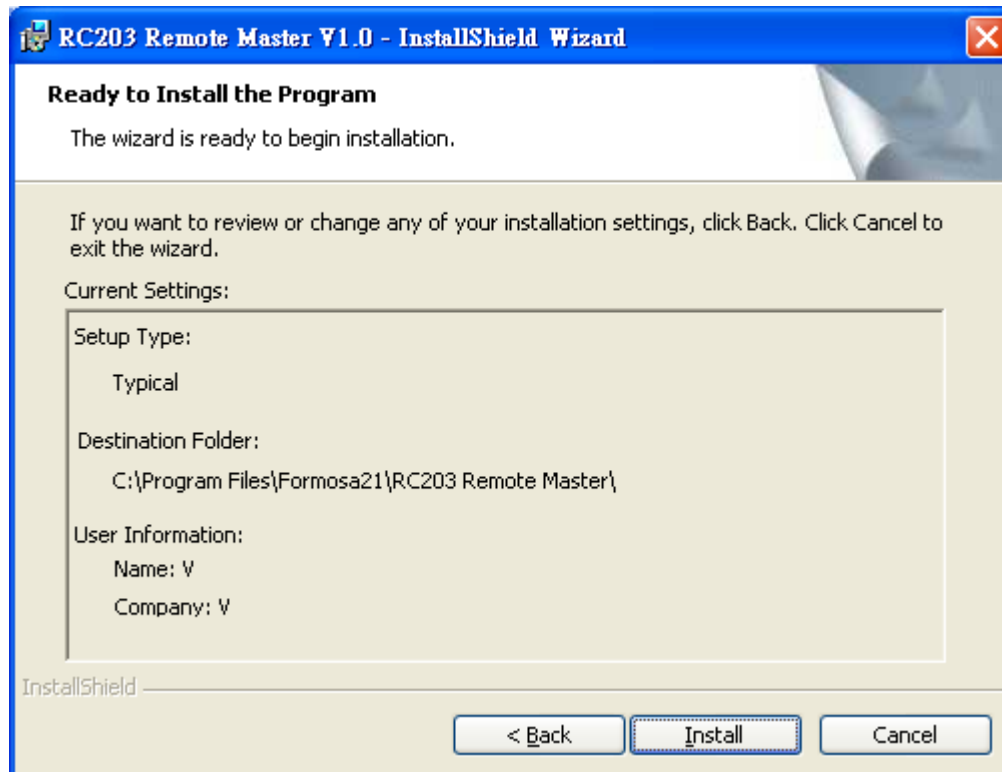 RC203 Remote Master V1.0 - InstallShield Wizard
Ready to Install the Program
The wizard is ready to begin installation.
If you want to review or change any of your installation settings, click Back. Click Cancel to
exit the wizard.
Current Settings:
Setup Type:
Typical
Destination Folder:
C:\Program Files\Formosa21\RC203 Remote Master\
User Information:
Name: V
Company: V
InstallShield
< Back
Install
Cancel